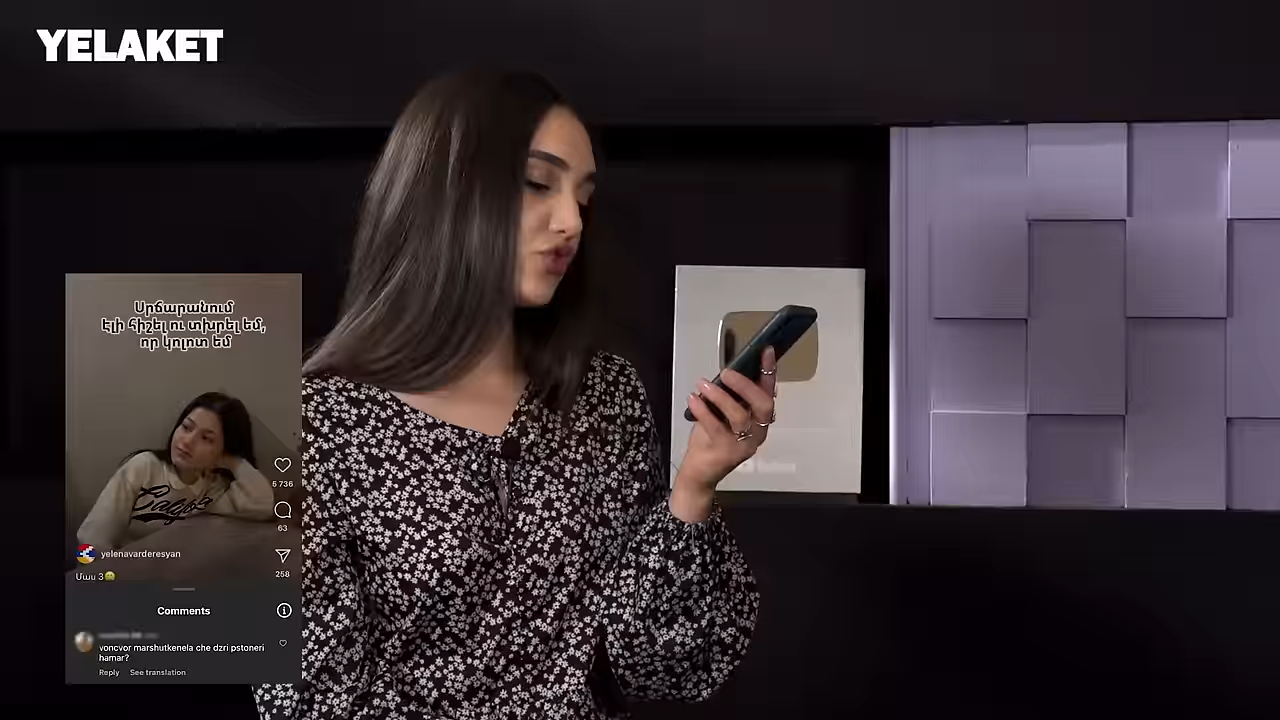 YELAKET
Սրճարանում
էլի հիշել ու տխրել եմ,
որ կոլոտ եմ
5 736
63
258
yelenavarderesyan
Մաս 3
Comments
voncvor marshutkenela che dzri pstoneri
hamar?
Reply See translation